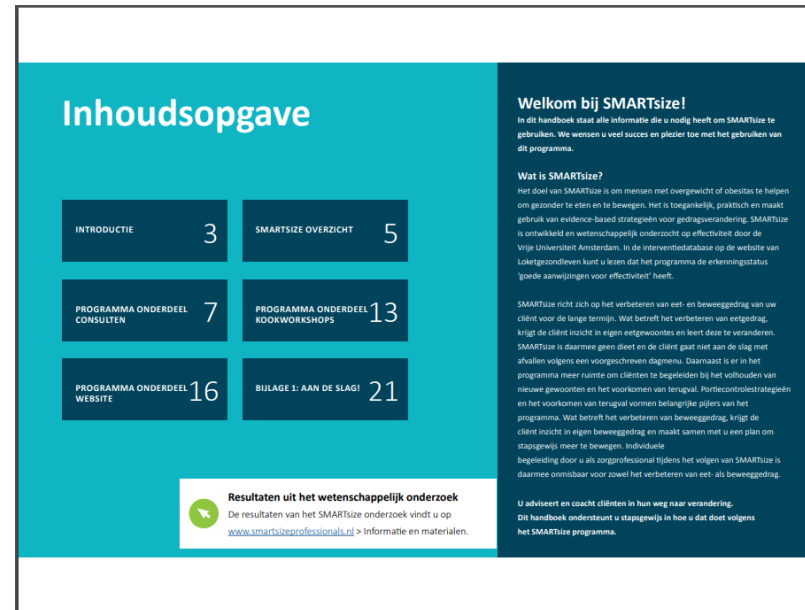 Inhoudsopgave
INTRODUCTIE 3
SMARTSIZE OVERZICHT 5
PROGRAMMA ONDERDEEL
CONSULTEN 7
PROGRAMMA ONDERDEEL
KOOKWORKSHOPS 13
PROGRAMMA ONDERDEEL
WEBSITE 16
BIJLAGE 1: AAN DE SLAG! 21
Resultaten uit het wetenschappelijk onderzoek
De resultaten van het SMARTsize onderzoek vindt u op
www.smartsizeprofessionals.nl > Informatie en materialen.
Welkom bij SMARTsize!
In dit handboek staat alle informatie die u nodig heeft om SMARTsize te
gebruiken. We wensen u veel succes en plezier toe met het gebruiken van
dit programma.
Wat is SMARTsize?
Het doel van SMARTsize is om mensen met overgewicht of obesitas te helpen
om gezonder te eten en te bewegen. Het is toegankelijk, praktisch en maakt
gebruik van evidence-based strategieën voor gedragsverandering. SMARTsize
is ontwikkeld en wetenschappelijk onderzocht op effectiviteit door de
Vrije Universiteit Amsterdam. In de interventiedatabase op de website van
Loketgezondleven kunt u lezen dat het programma de erkenningsstatus
'goede aanwijzingen voor effectiviteit' heeft.
SMARTsize richt zich op het verbeteren van eet- en beweeggedrag van uw
cliënt voor de lange termijn. Wat betreft het verbeteren van eetgedrag,
krijgt de cliënt inzicht in eigen eetgewoontes en leert deze te veranderen.
SMARTsize is daarmee geen dieet en de cliënt gaat niet aan de slag met
afvallen volgens een voorgeschreven dagmenu. Daarnaast is er in het
programma meer ruimte om cliënten te begeleiden bij het volhouden van
nieuwe gewoonten en het voorkomen van terugval. Portiecontrolestrategieën
en het voorkomen van terugval vormen belangrijke pijlers van het
programma. Wat betreft het verbeteren van beweeggedrag, krijgt de
cliënt inzicht in eigen beweeggedrag en maakt samen met u een plan om
stapsgewijs meer te bewegen. Individuele
begeleiding door u als zorgprofessional tijdens het volgen van SMARTsize is
daarmee onmisbaar voor zowel het verbeteren van eet- als beweeggedrag.
U adviseert en coacht cliënten in hun weg naar verandering.
Dit handboek ondersteunt u stapsgewijs in hoe u dat doet volgens
het SMARTsize programma.